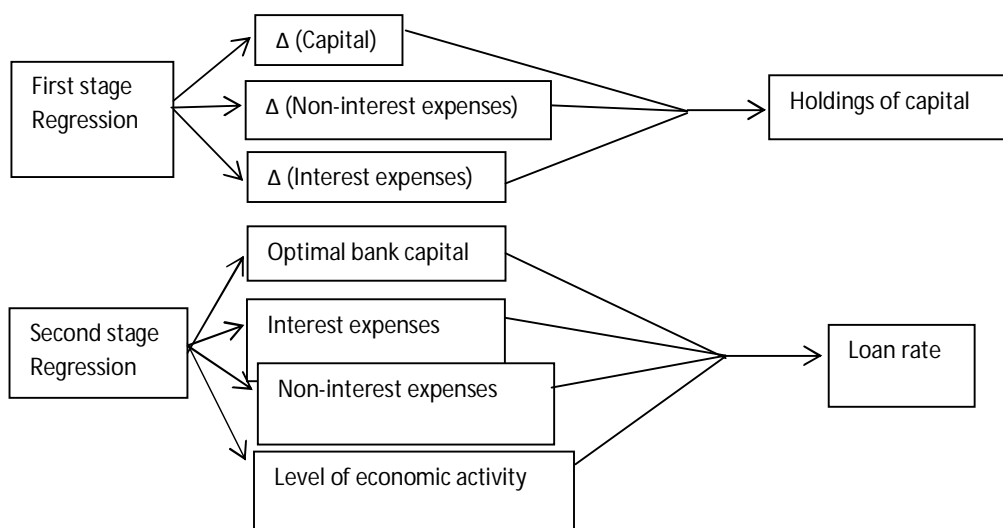 First stage
Regression
Δ (Capital)
Δ (Non-interest expenses)
Δ (Interest expenses)
Holdings of capital
Second stage
Regression
Optimal bank capital
Interest expenses
Non-interest expenses
Level of economic activity
Loan rate